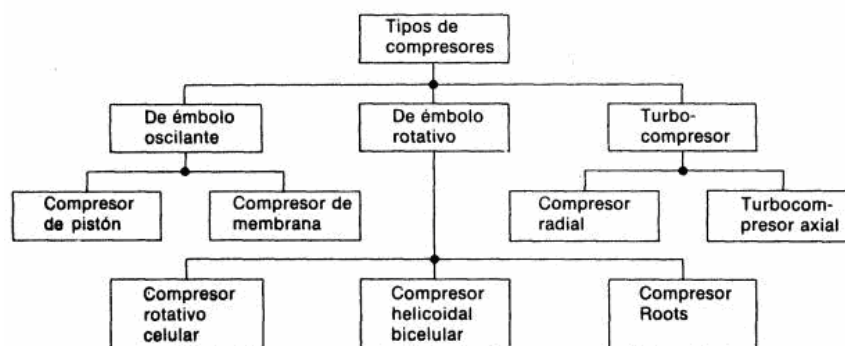 Tipos de
compresores
De émbolo
oscilante
De émbolo
rotativo
Turbo-
compresor
Compresor
de pistón
Compresor de
membrana
Compresor
radial
Turbocom-
presor axial
Compresor
rotativo
celular
Compresor
helicoidal
bicelular
Compresor
Roots